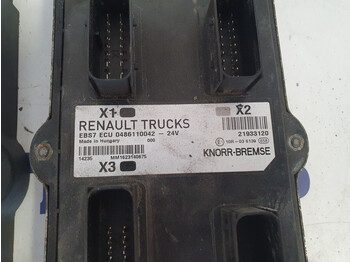 X1 X2
RENAULT TRUCKS
EBS7 ECU 0486110042 - 24V 21933120
Made in Hungary
KNORR-BREMSE
X3